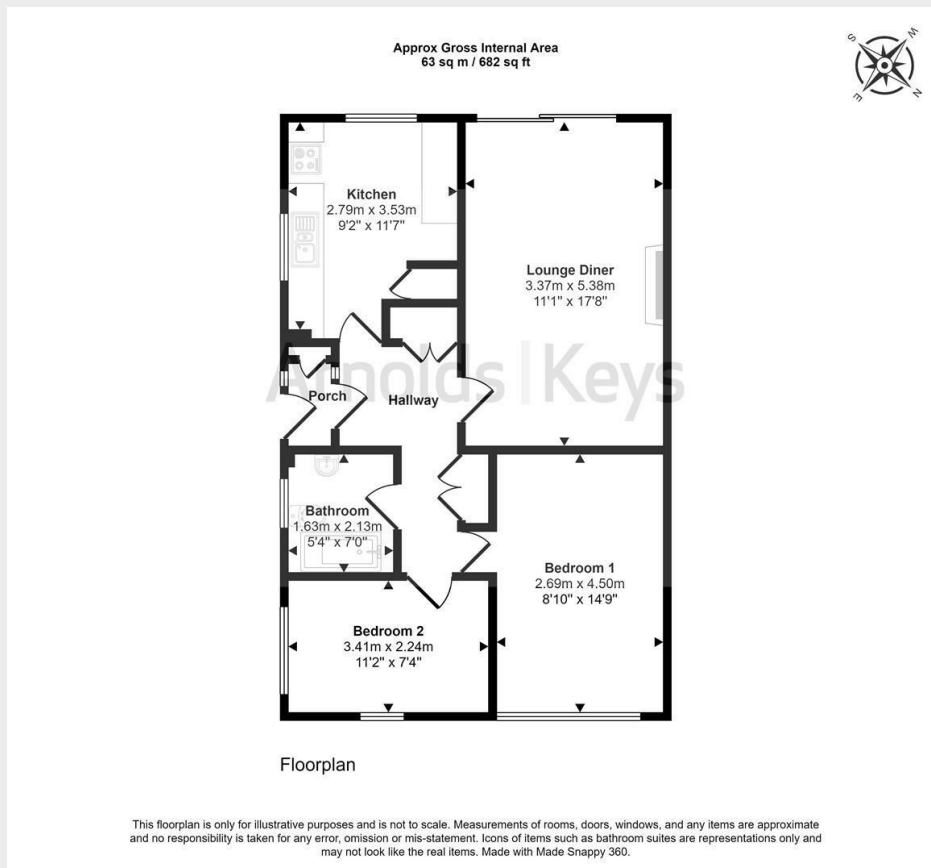 Approx Gross Internal Area
63 sq m / 682 sq ft
S
W
E
N
Kitchen
2.79m x 3.53m
9'2" x 11'7"
Lounge Diner
3.37m x 5.38m
11'1" x 17'8"
Arnolds | Keys
Porch
Hallway
Bathroom
1.63m x 2.13m
5'4" x 7'0"
Bedroom 1
2.69m x 4.50m
8'10" x 14'9"
Bedroom 2
3.41m x 2.24m
11'2" x 7'4"
Floorplan
This floorplan is only for illustrative purposes and is not to scale. Measurements of rooms, doors, windows, and any items are approximate
and no responsibility is taken for any error, omission or mis-statement. Icons of items such as bathroom suites are representations only and
may not look like the real items. Made with Made Snappy 360.